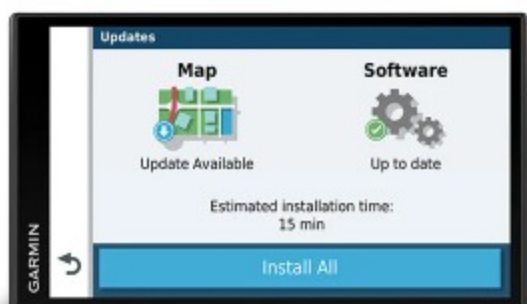 Updates
Map
Software
Update Available
Up to date
Estimated installation time:
15 min
Install All
GARMIN